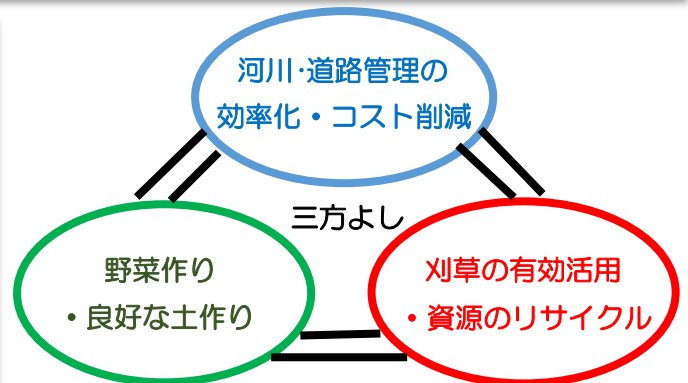 河川・道路管理の
効率化・コスト削減
三方よし
野菜作り
・良好な土作り
刈草の有効活用
・資源のリサイクル